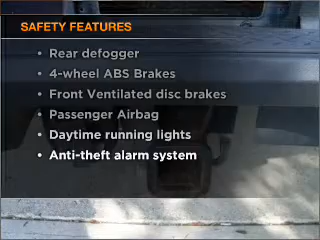 SAFETY FEATURES
• Rear defogger
• 4-wheel ABS Brakes
• Front Ventilated disc brakes
• Passenger Airbag
• Daytime running lights
• Anti-theft alarm system